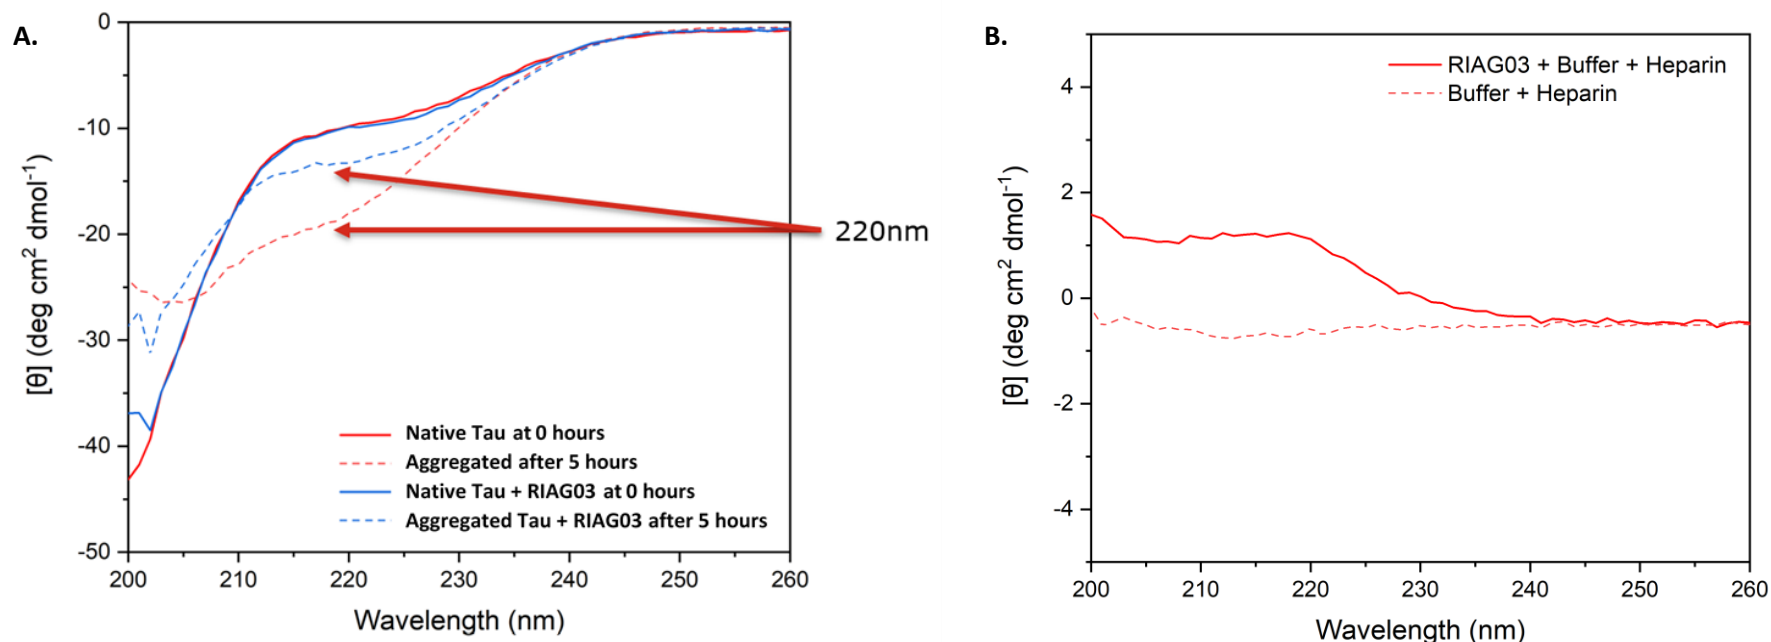 A.
0
-10
-20
-30
-40
-50
[θ] (deg cm² dmol⁻¹)
200 210 220 230 240 250 260
Wavelength (nm)
220nm
Native Tau at 0 hours
Aggregated after 5 hours
Native Tau + RIAG03 at 0 hours
Aggregated Tau + RIAG03 after 5 hours
B.
4
2
0
-2
-4
[θ] (deg cm² dmol⁻¹)
200 210 220 230 240 250 260
Wavelength (nm)
RIAG03 + Buffer + Heparin
Buffer + Heparin